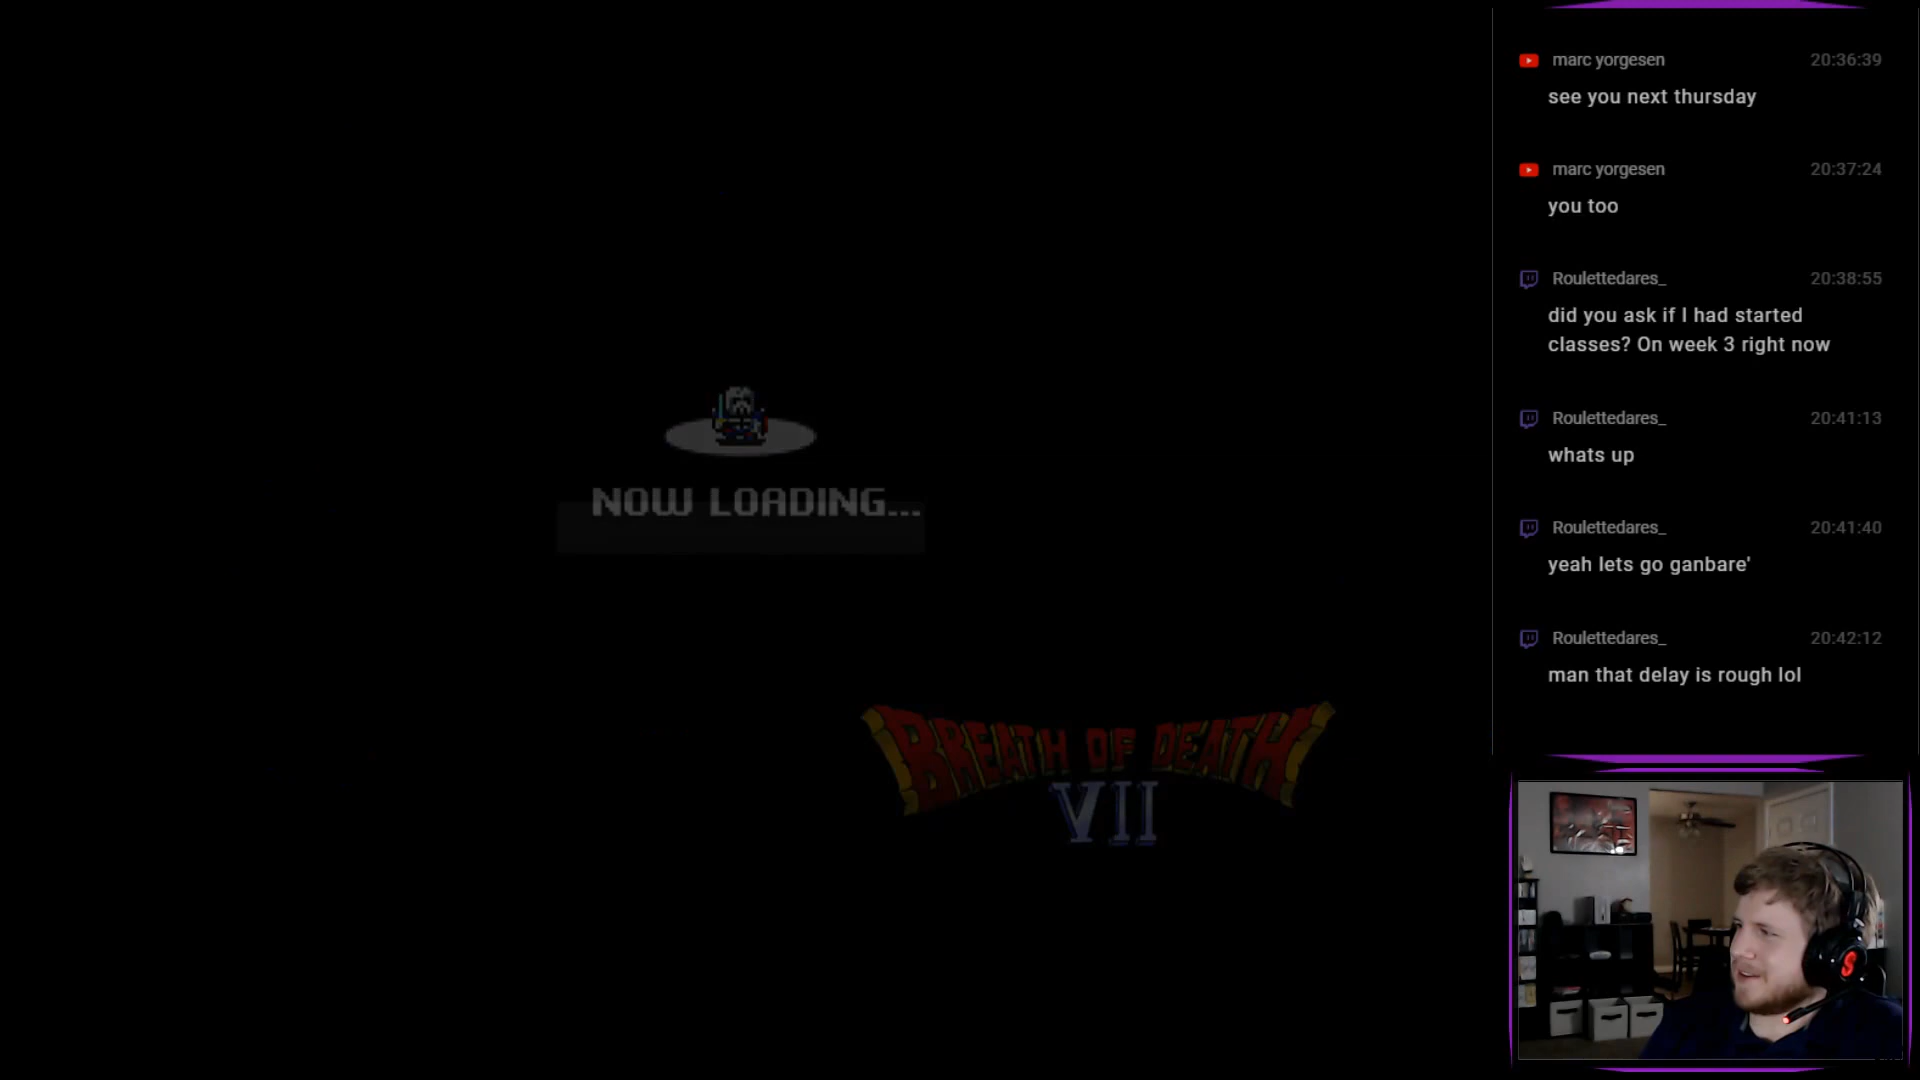 marc yorgesen 20:36:39
see you next thursday
marc yorgesen 20:37:24
you too
Roulettedares_ 20:38:55
did you ask if I had started
classes? On week 3 right now
Roulettedares_ 20:41:13
whats up
Roulettedares_ 20:41:40
yeah lets go ganbare'
Roulettedares_ 20:42:12
man that delay is rough lol
NOW LOADING...
BREATH OF DEATH
VII
S